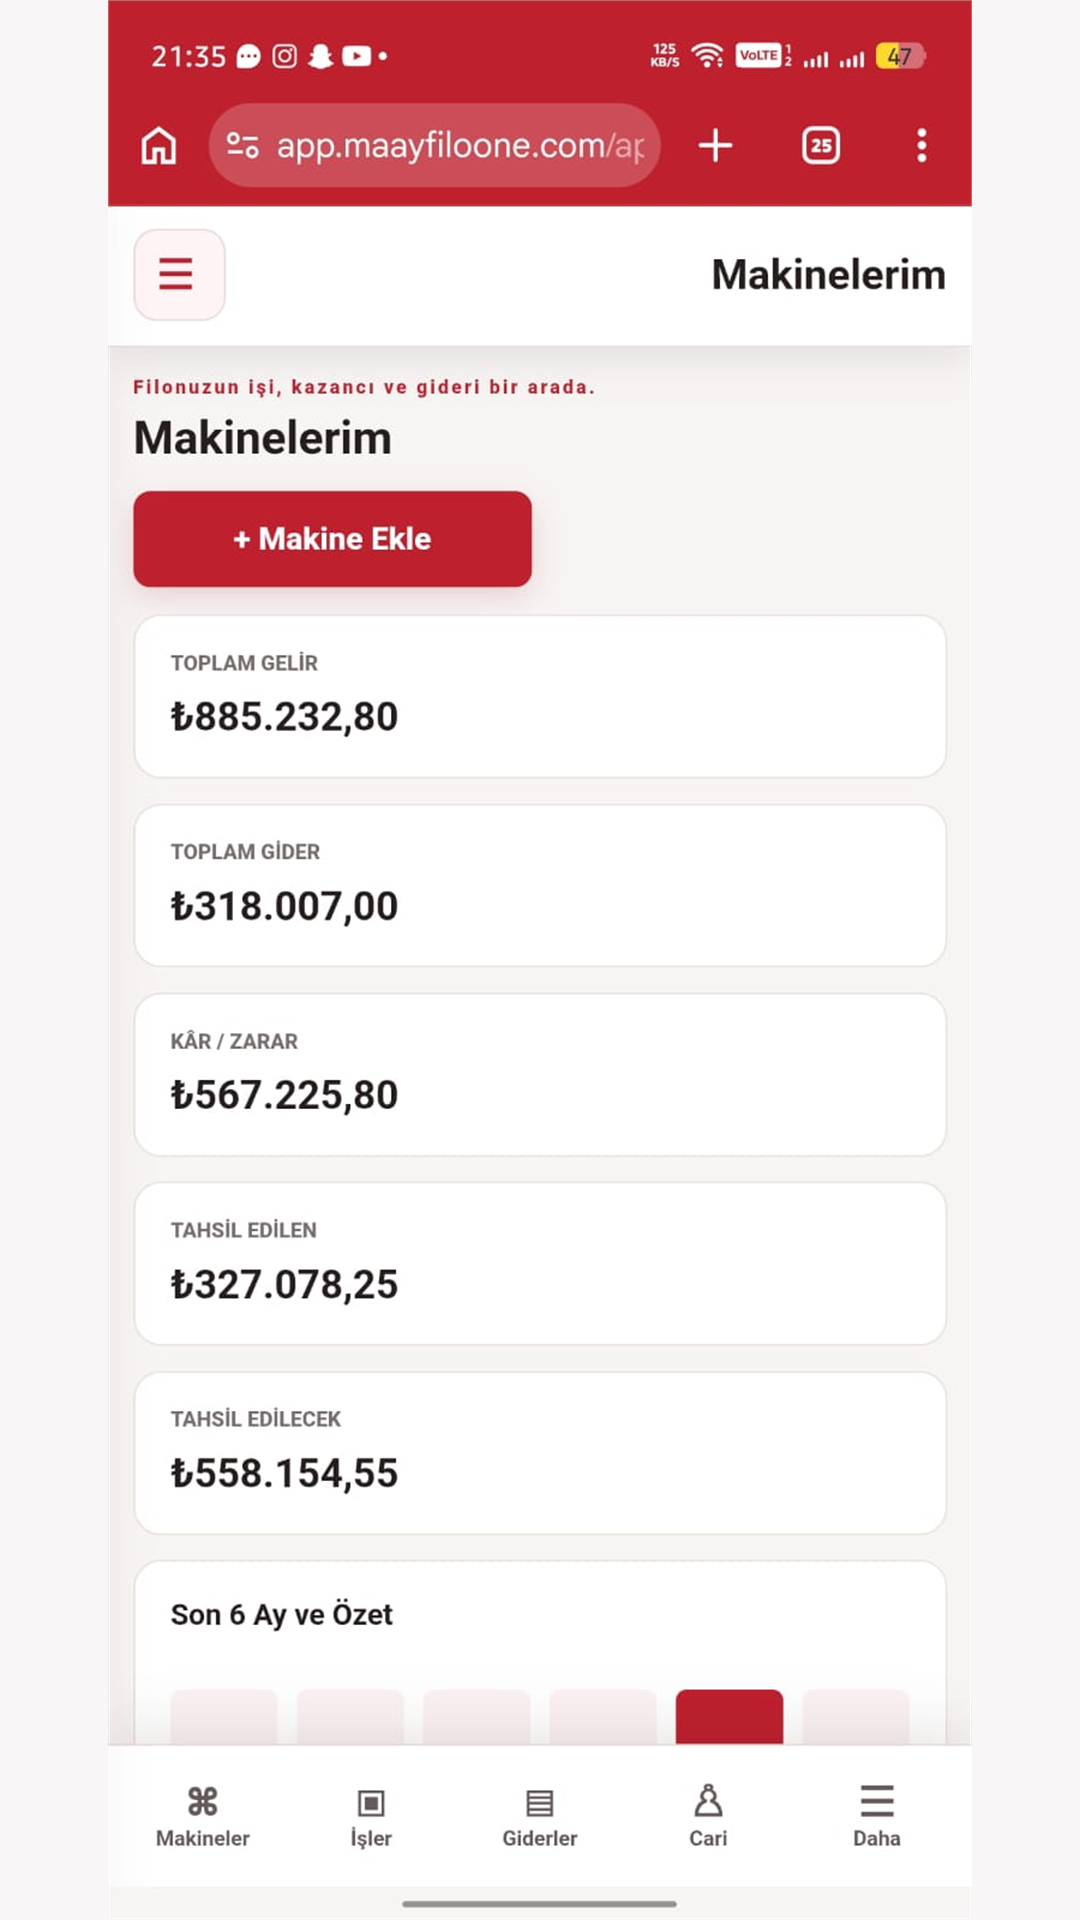 21:35
125 KB/S
VoLTE 1 2
47
app.maayfiloone.com/ap
25
Makinelerim
Filonuzun işi, kazancı ve gideri bir arada.
Makinelerim
+ Makine Ekle
TOPLAM GELİR
₺885.232,80
TOPLAM GİDER
₺318.007,00
KÂR / ZARAR
₺567.225,80
TAHSİL EDİLEN
₺327.078,25
TAHSİL EDİLECEK
₺558.154,55
Son 6 Ay ve Özet
Makineler
İşler
Giderler
Cari
Daha